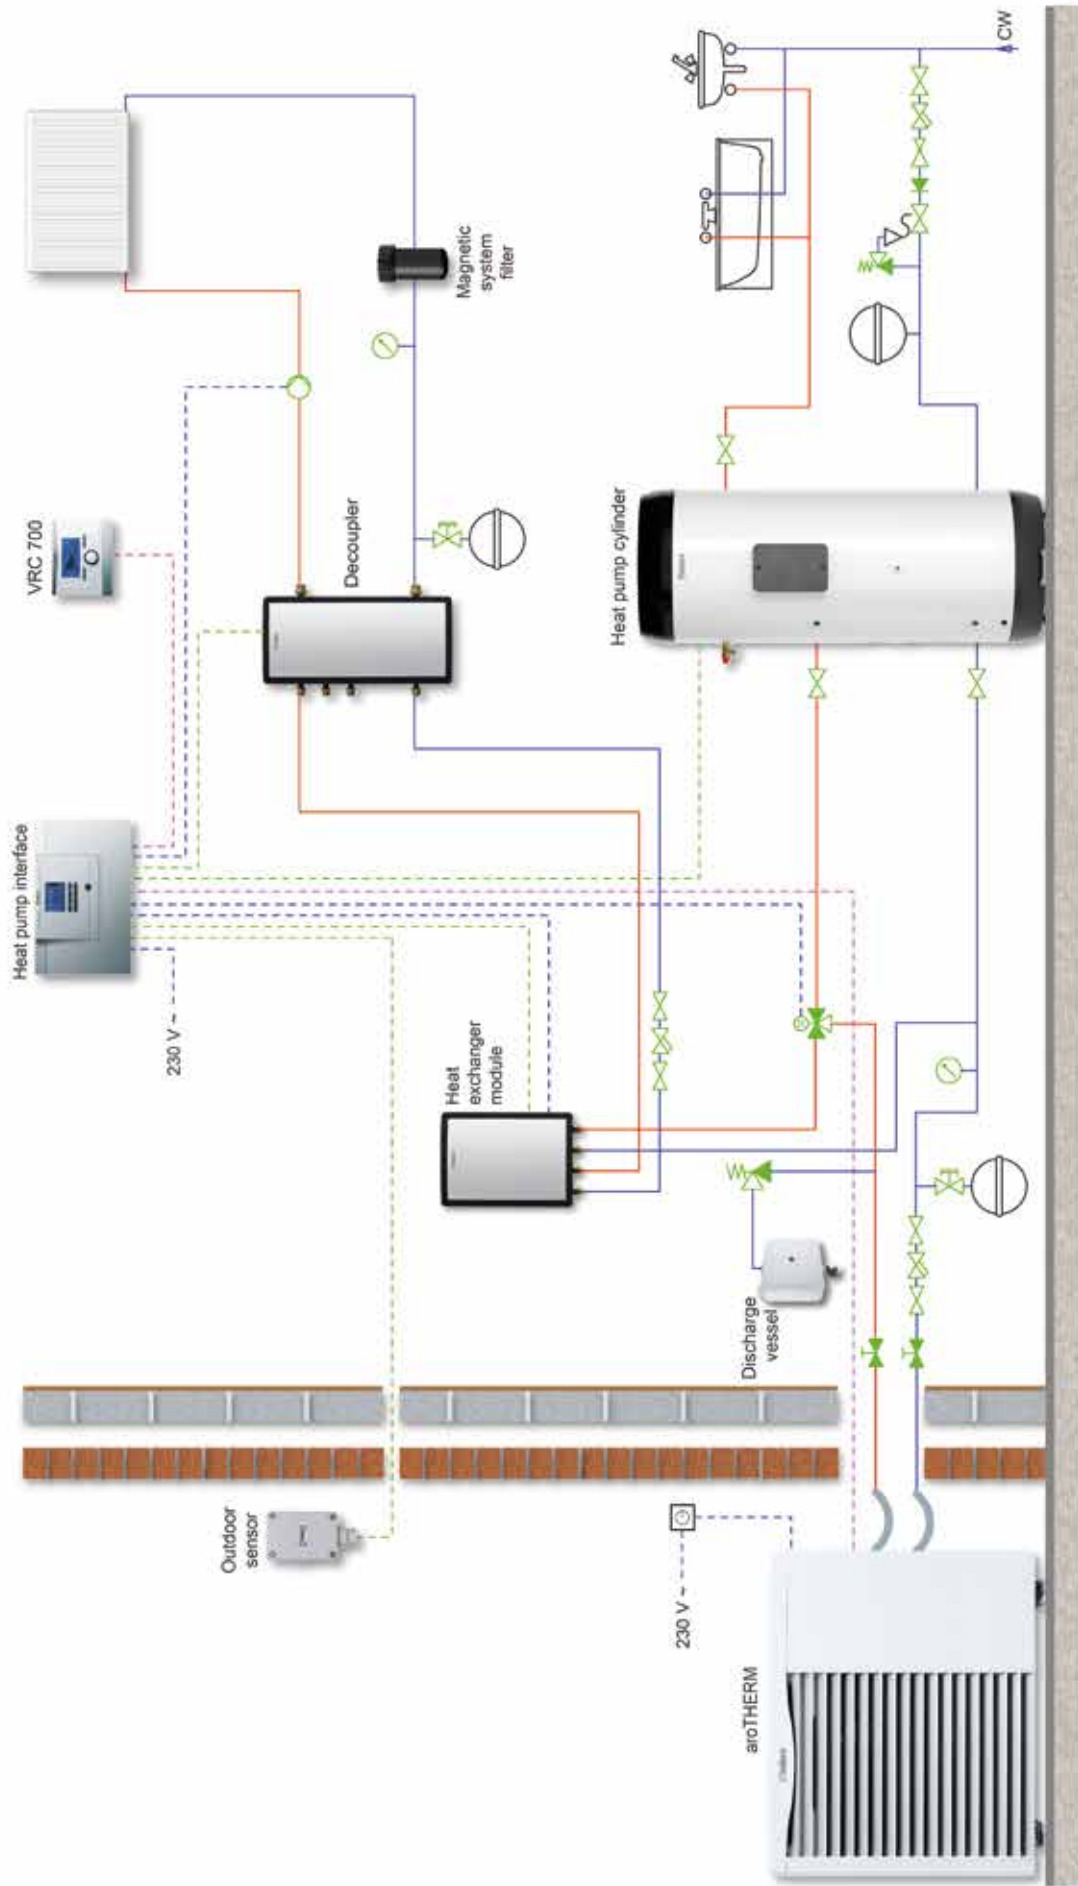 Heat pump interface
VRC 700
230 V ~
Decoupler
Magnetic
system
filter
Outdoor
sensor
Heat
exchanger
module
Heat pump cylinder
CW
230 V ~
Discharge
vessel
aroTHERM